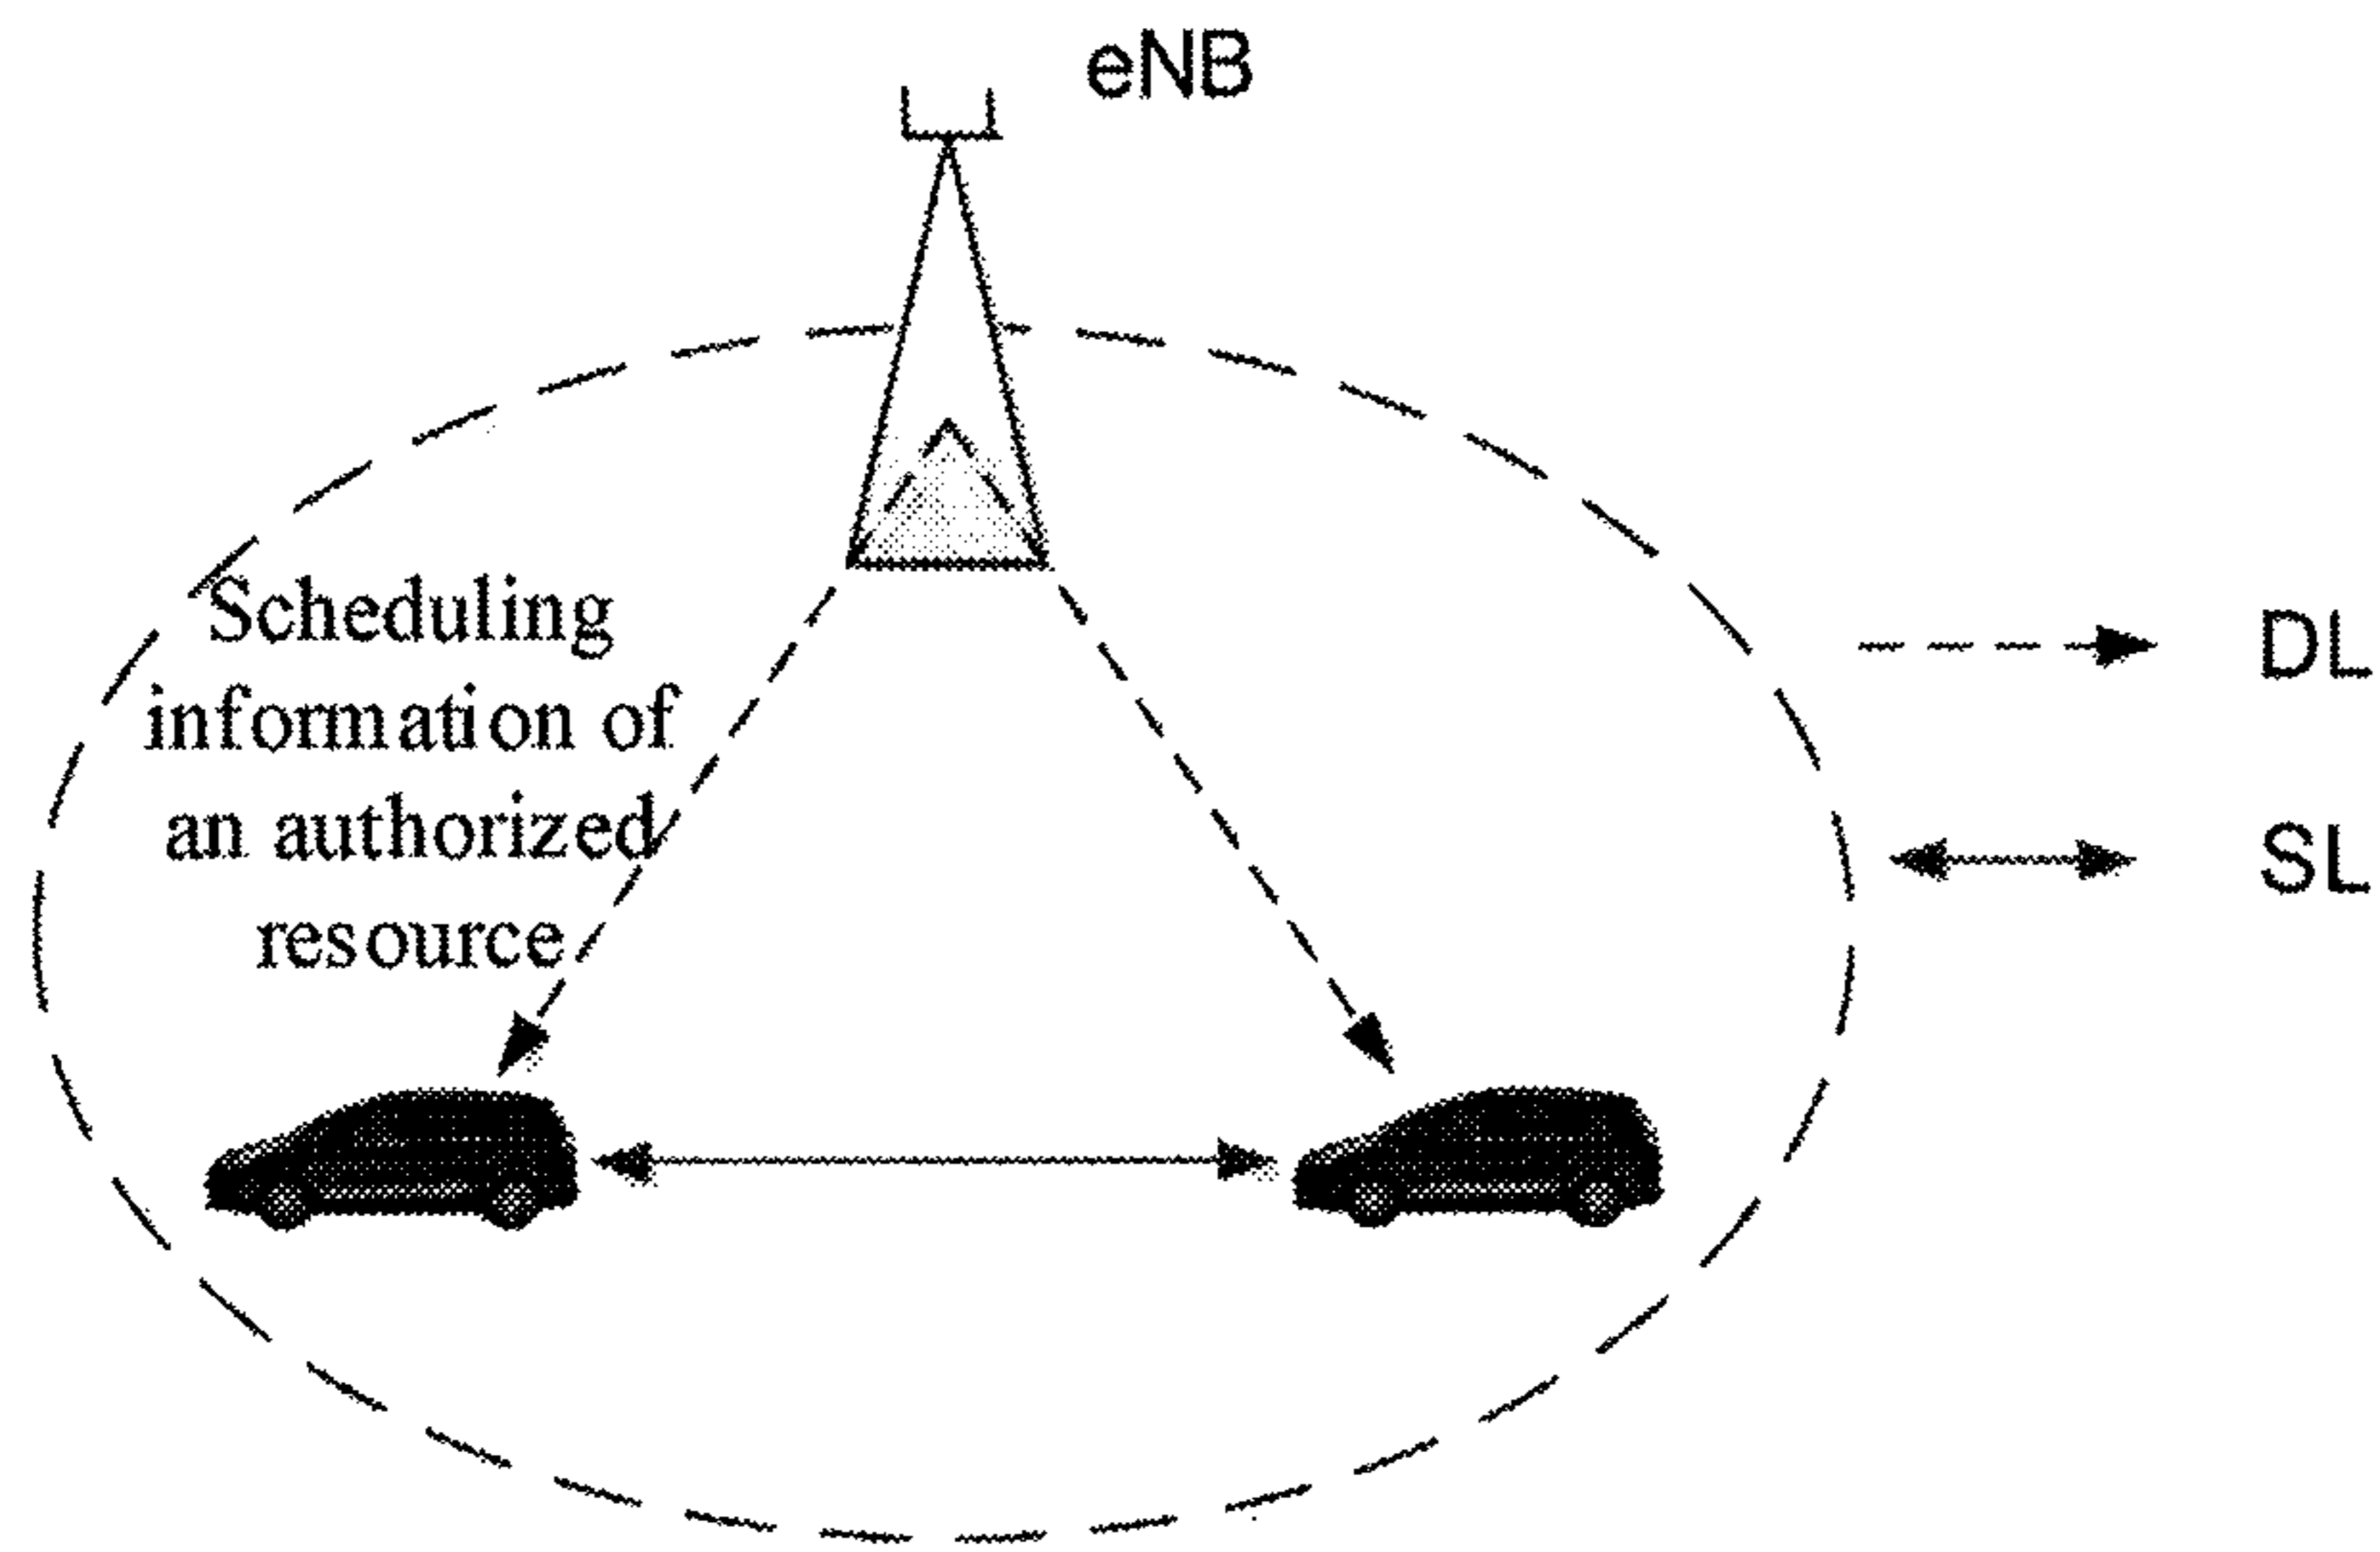 eNB
Scheduling
information of
an authorized
resource
DL
SL